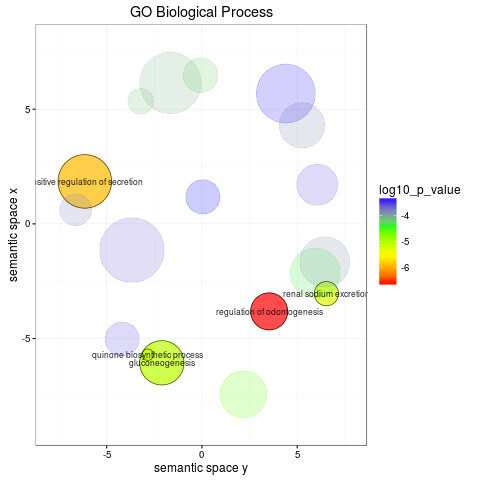 GO Biological Process
log10_p_value
-4
-5
-6
5
0
-5
semantic space x
sitive regulation of secretion
renal sodium excretion
regulation of odontogenesis
quinone biosynthetic process
gluconeogenesis
-5
0
5
semantic space y